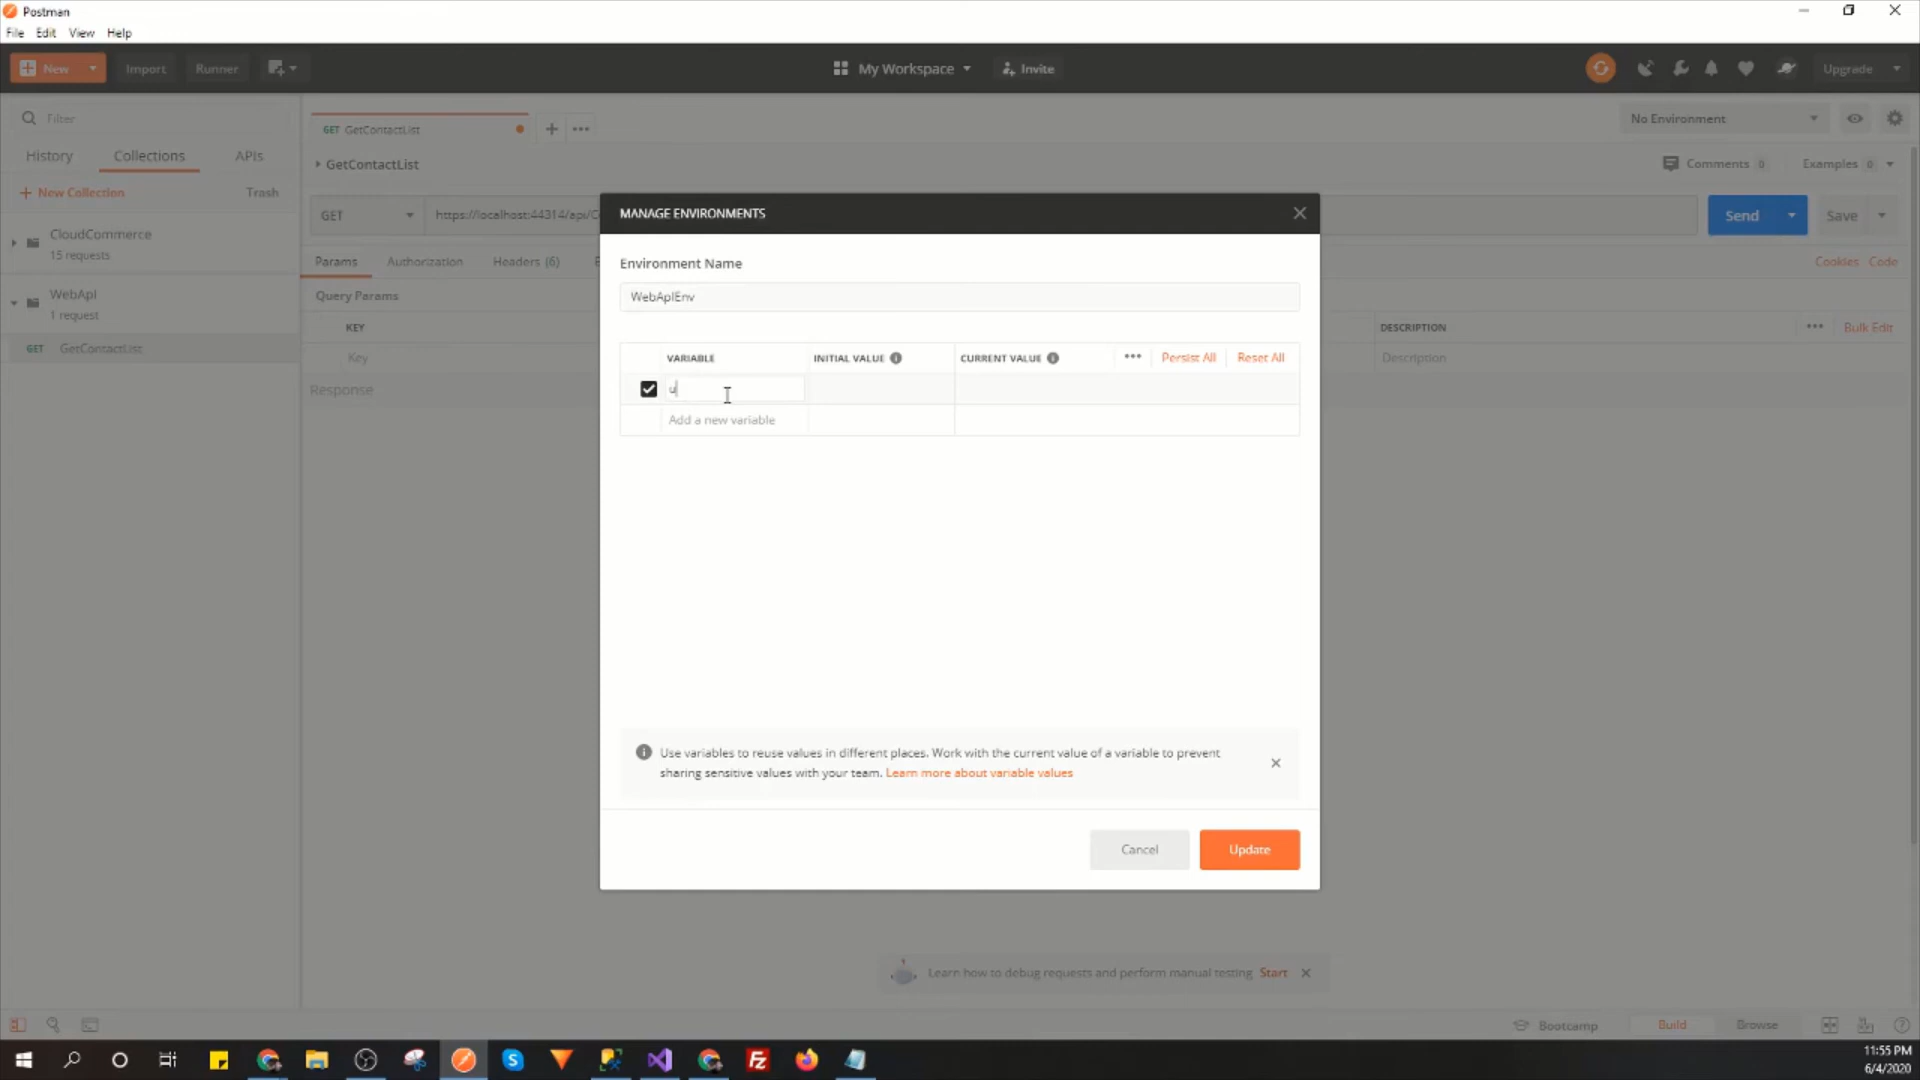 Postman
File Edit View Help
New Import Runner My Workspace Invite Upgrade
Filter
History Collections APIs
+ New Collection Trash
CloudCommerce
15 requests
WebApI
1 request
GET GetContactList
GET GetContactList + •••
No Environment
GetContactList
Comments 0 Examples 0
GET https://localhost:44314/api/C
Send Save
Params Authorization Headers (6)
Cookies Code
Query Params
KEY DESCRIPTION ••• Bulk Edit
Key Description
Response
MANAGE ENVIRONMENTS
Environment Name
WebApIEnv
VARIABLE INITIAL VALUE CURRENT VALUE ••• Persist All Reset All
u
Add a new variable
Use variables to reuse values in different places. Work with the current value of a variable to prevent
sharing sensitive values with your team. Learn more about variable values
Cancel Update
Learn how to debug requests and perform manual testing Start
Bootcamp Build Browse
11:55 PM
6/4/2020